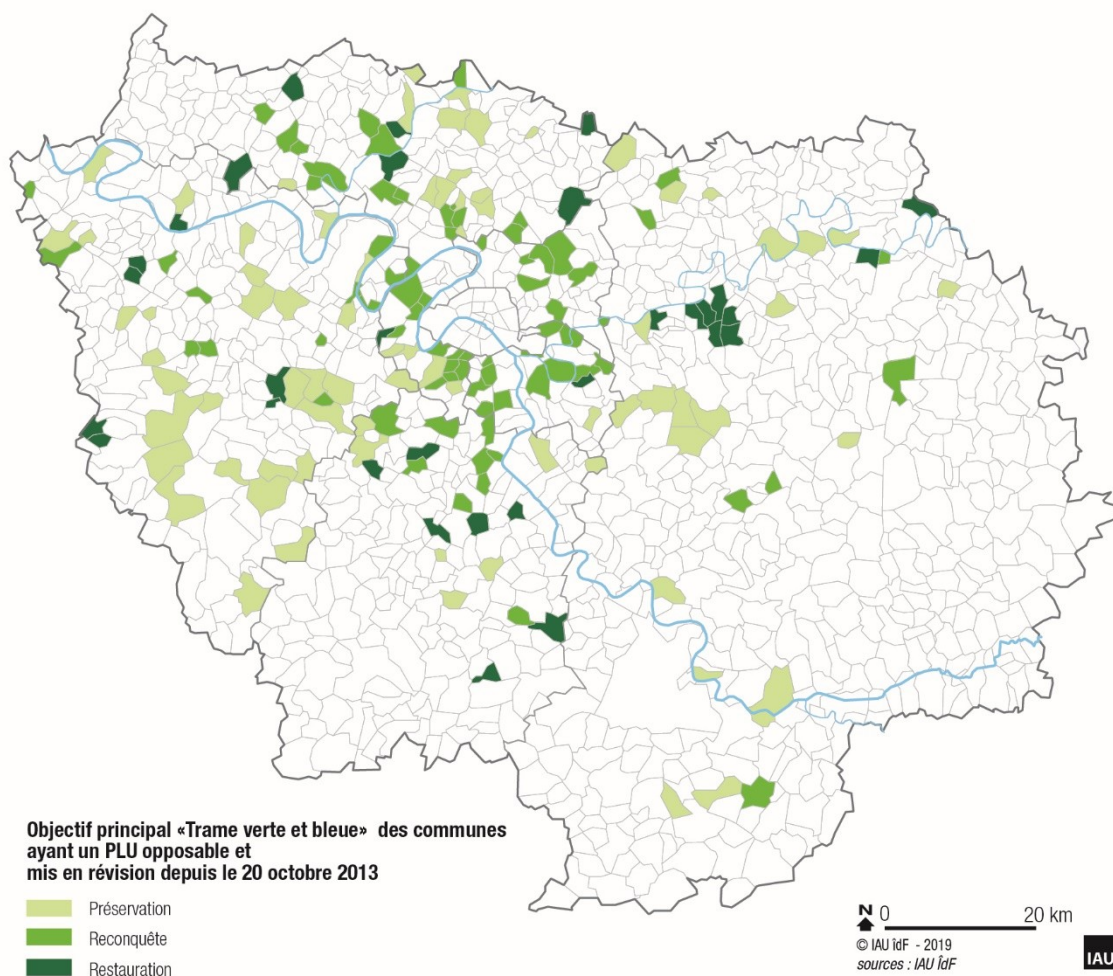 Objectif principal «Trame verte et bleue» des communes
ayant un PLU opposable et
mis en révision depuis le 20 octobre 2013
Préservation
Reconquête
Restauration
N 0 20 km
© IAU îdF - 2019
sources : IAU ÎdF
IAU